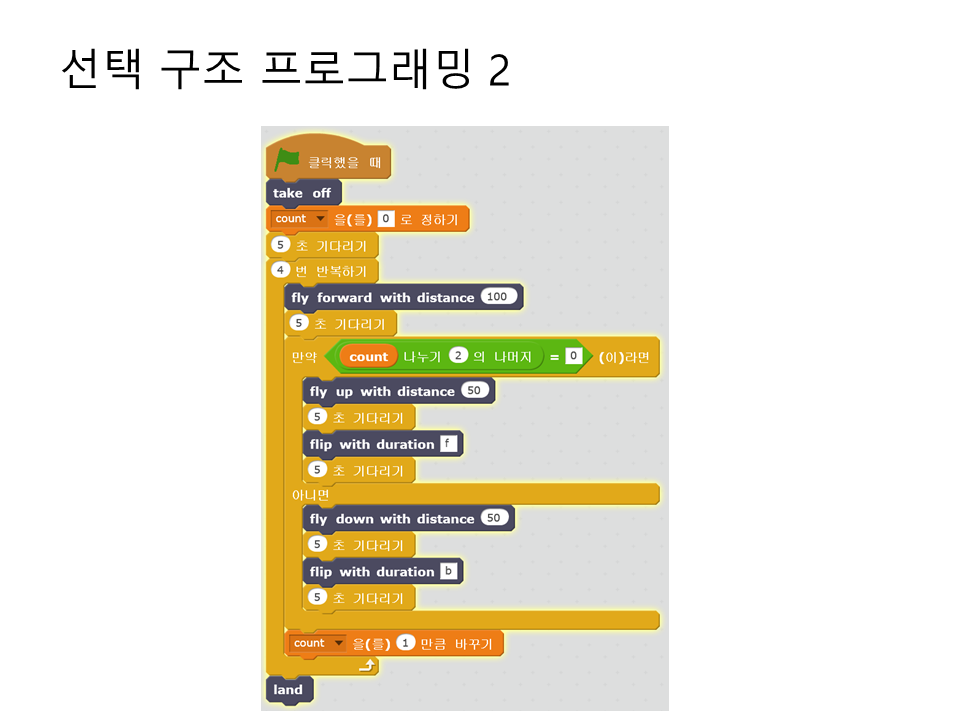 선택 구조 프로그래밍 2
클릭했을 때
take off
count 을(를) 0 로 정하기
5 초 기다리기
4 번 반복하기
fly forward with distance 100
5 초 기다리기
만약 count 나누기 2 의 나머지 = 0 (이)라면
fly up with distance 50
5 초 기다리기
flip with duration f
5 초 기다리기
아니면
fly down with distance 50
5 초 기다리기
flip with duration b
5 초 기다리기
count 을(를) 1 만큼 바꾸기
land